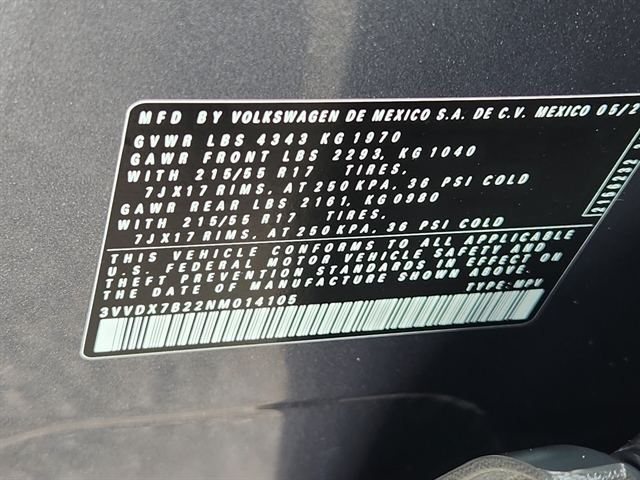 MFD BY VOLKSWAGEN DE MEXICO S.A. DE C.V. MEXICO 05/2
GVWR LBS 4343 KG 1970
GAWR FRONT LBS 2293, KG 1040
WITH 215/55 R17 TIRES,
7JX17 RIMS, AT 250 KPA, 36 PSI COLD
GAWR REAR LBS 2161, KG 0980
WITH 215/55 R17 TIRES,
7JX17 RIMS, AT 250 KPA, 36 PSI COLD
THIS VEHICLE CONFORMS TO ALL APPLICABLE
U.S. FEDERAL MOTOR VEHICLE SAFETY AND
THEFT PREVENTION STANDARDS IN EFFECT ON
THE DATE OF MANUFACTURE SHOWN ABOVE.
TYPE: MPV
3VVDX7B22NM014105